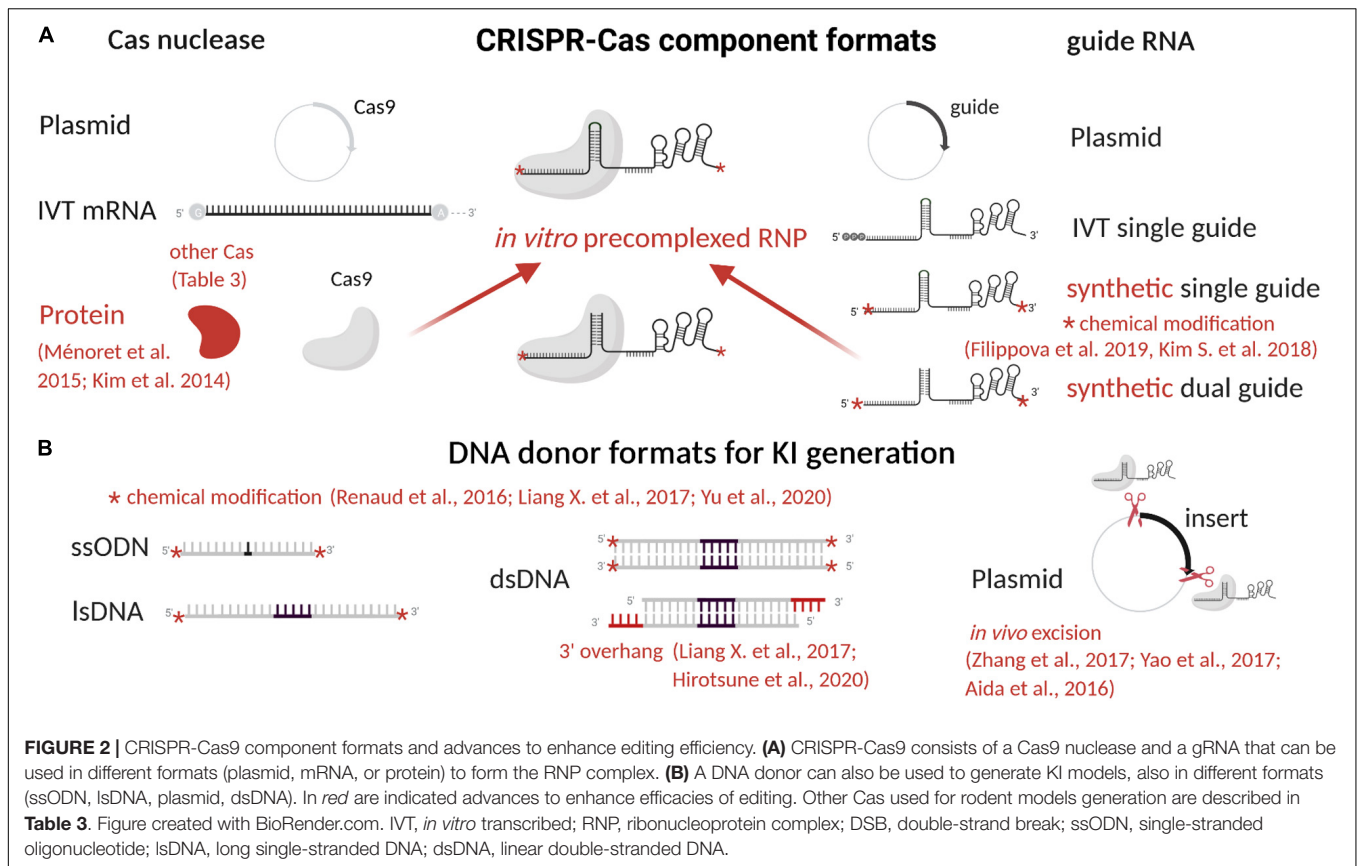 A
Cas nuclease
CRISPR-Cas component formats
guide RNA
Plasmid
Cas9
guide
Plasmid
IVT mRNA
5' G A 3'
other Cas
(Table 3)
Cas9
Protein
(Ménoret et al.
2015; Kim et al. 2014)
* *
in vitro precomplexed RNP
* *
5' PPP 3'
IVT single guide
5' * *3'
synthetic single guide
* chemical modification
(Filippova et al. 2019, Kim S. et al. 2018)
5' * * 3'
synthetic dual guide
B
DNA donor formats for KI generation
* chemical modification (Renaud et al., 2016; Liang X. et al., 2017; Yu et al., 2020)
ssODN
5'* *3'
lsDNA
5'* *3'
dsDNA
5'* * 3'
3'* * 5'
5' 3'
3' 5'
3' overhang (Liang X. et al., 2017;
Hirotsune et al., 2020)
insert
Plasmid
in vivo excision
(Zhang et al., 2017; Yao et al., 2017;
Aida et al., 2016)
FIGURE 2 | CRISPR-Cas9 component formats and advances to enhance editing efficiency. (A) CRISPR-Cas9 consists of a Cas9 nuclease and a gRNA that can be
used in different formats (plasmid, mRNA, or protein) to form the RNP complex. (B) A DNA donor can also be used to generate KI models, also in different formats
(ssODN, lsDNA, plasmid, dsDNA). In red are indicated advances to enhance efficacies of editing. Other Cas used for rodent models generation are described in
Table 3. Figure created with BioRender.com. IVT, in vitro transcribed; RNP, ribonucleoprotein complex; DSB, double-strand break; ssODN, single-stranded
oligonucleotide; lsDNA, long single-stranded DNA; dsDNA, linear double-stranded DNA.